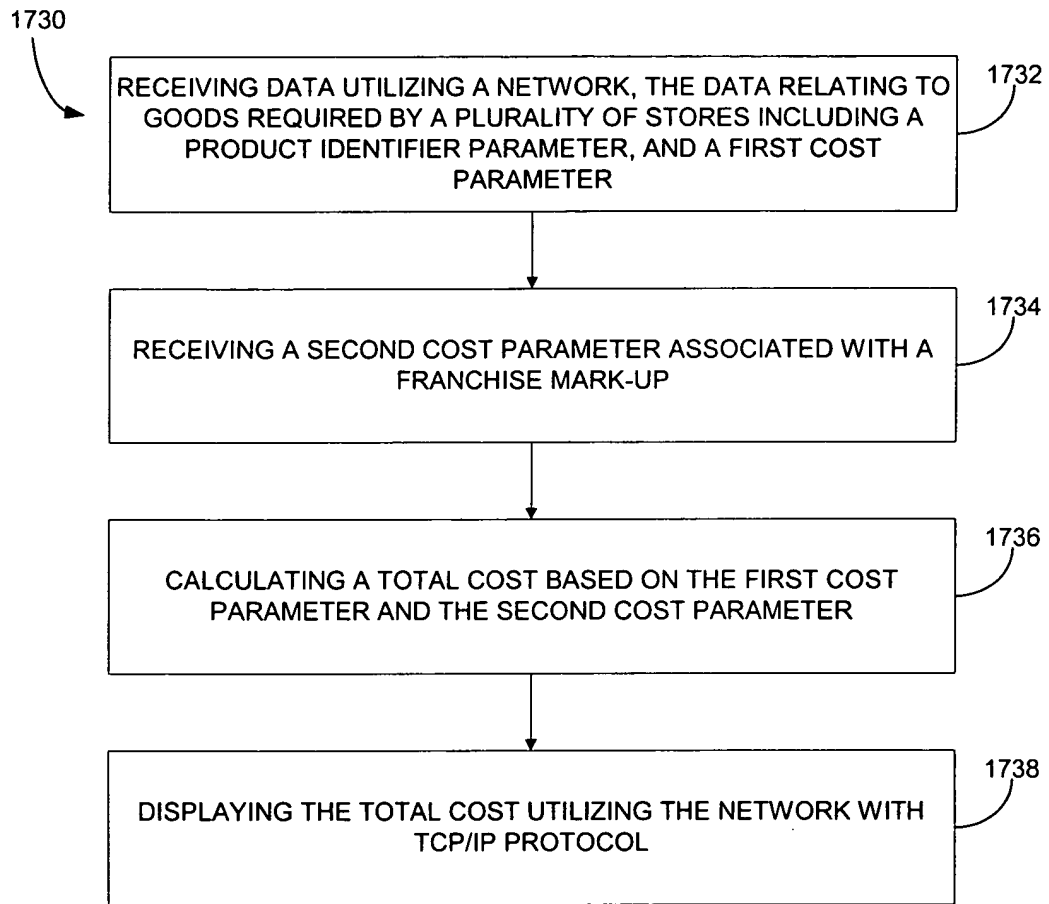 1730
1732
RECEIVING DATA UTILIZING A NETWORK, THE DATA RELATING TO
GOODS REQUIRED BY A PLURALITY OF STORES INCLUDING A
PRODUCT IDENTIFIER PARAMETER, AND A FIRST COST
PARAMETER
1734
RECEIVING A SECOND COST PARAMETER ASSOCIATED WITH A
FRANCHISE MARK-UP
1736
CALCULATING A TOTAL COST BASED ON THE FIRST COST
PARAMETER AND THE SECOND COST PARAMETER
1738
DISPLAYING THE TOTAL COST UTILIZING THE NETWORK WITH
TCP/IP PROTOCOL